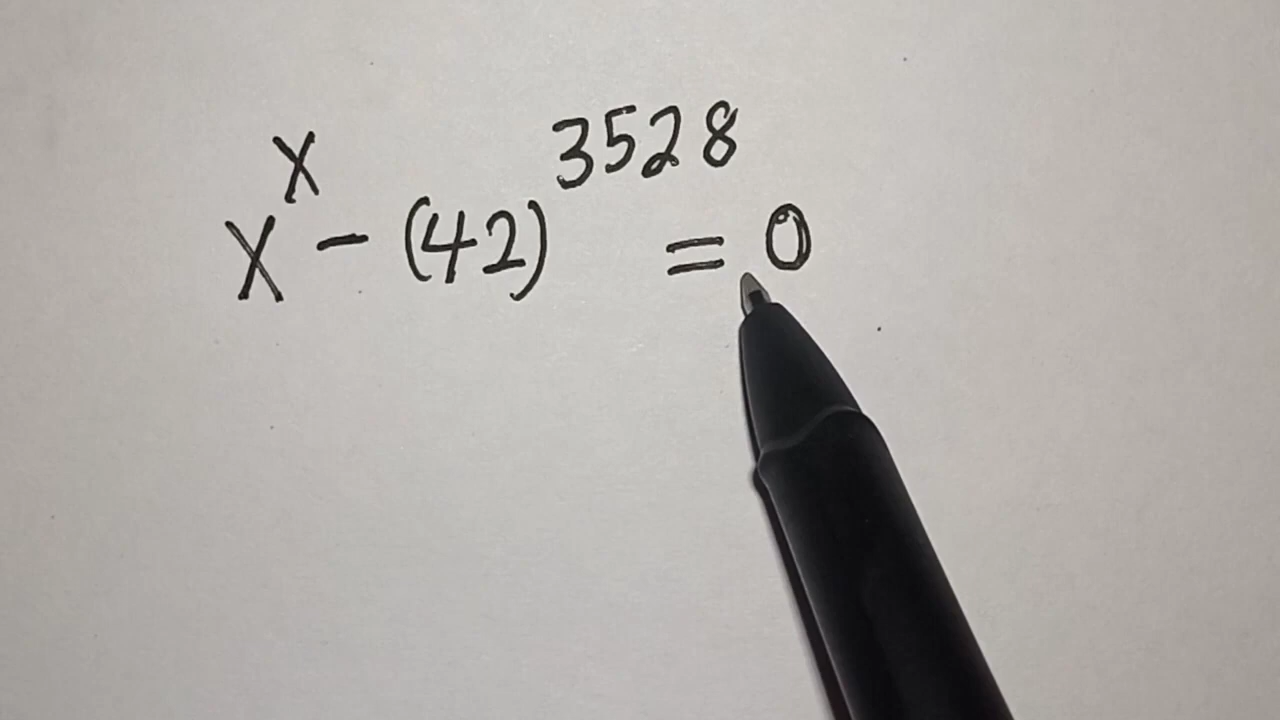 x^x - (42)^3528 = 0